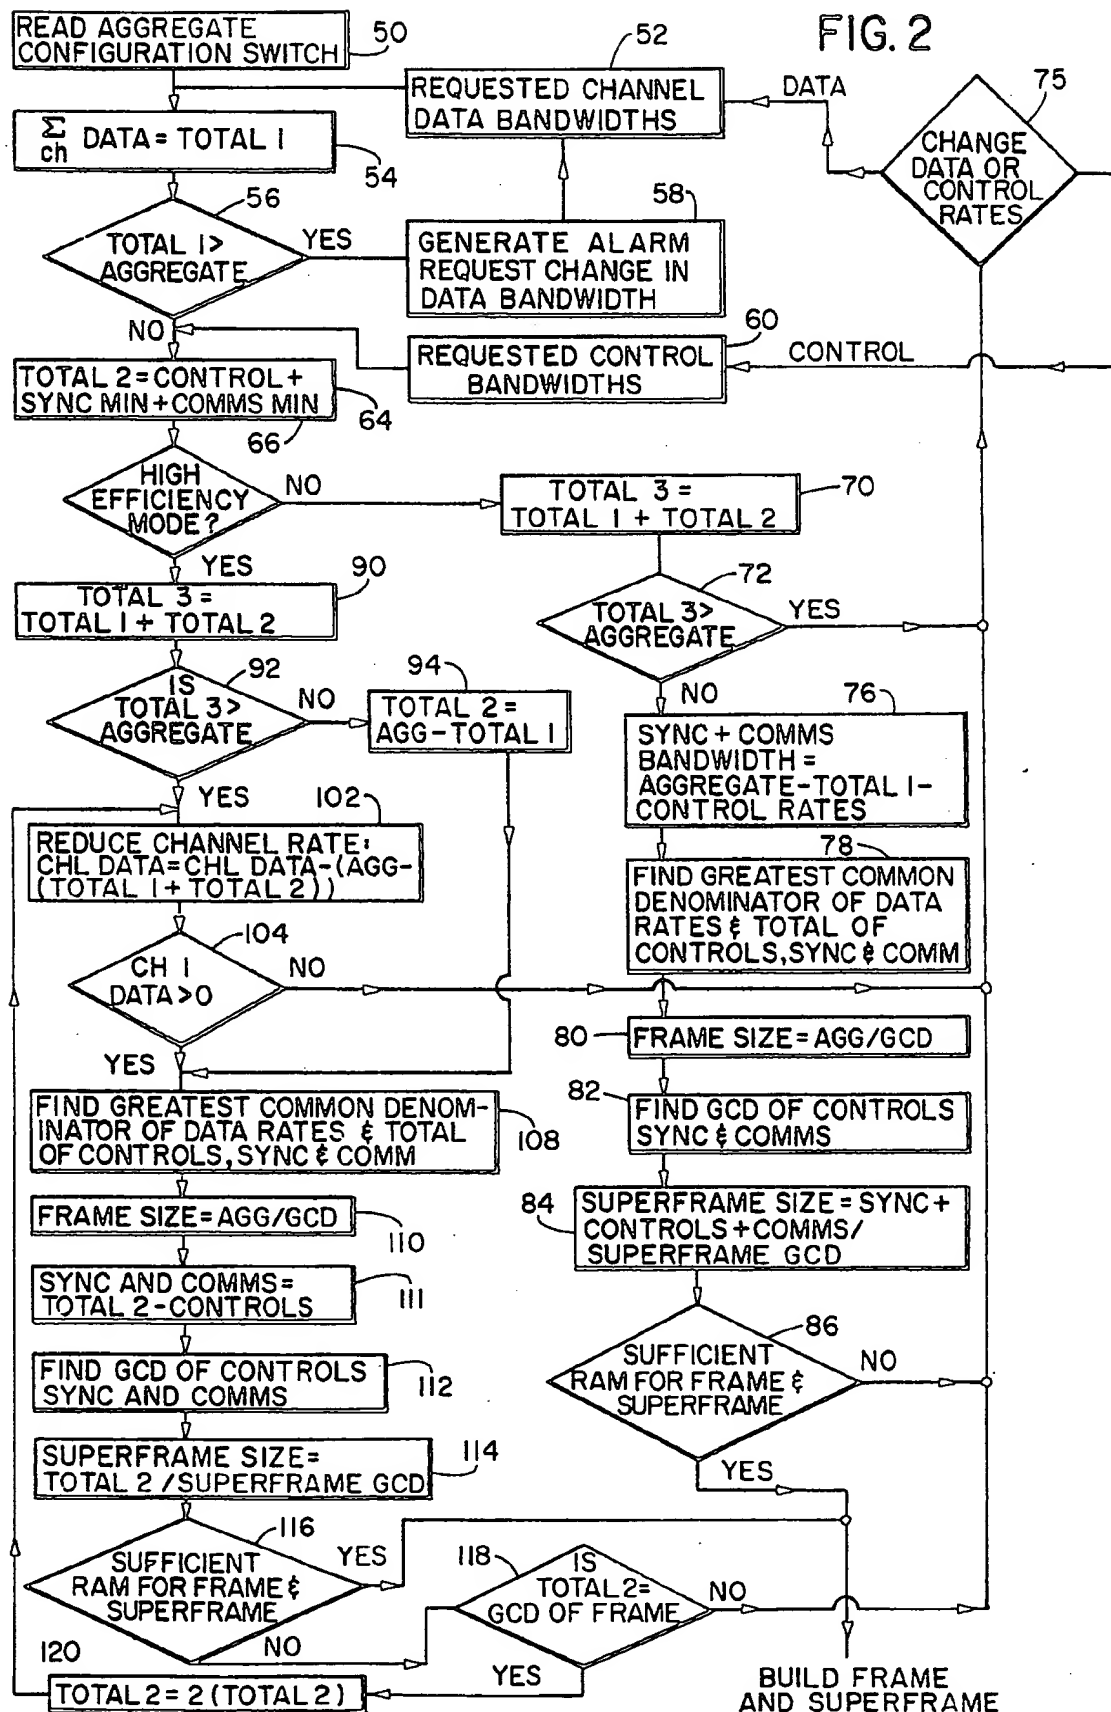 FIG. 2
READ AGGREGATE
CONFIGURATION SWITCH
50
52
REQUESTED CHANNEL
DATA BANDWIDTHS
DATA
75
CHANGE
DATA OR
CONTROL
RATES
Σ DATA = TOTAL 1
ch
54
56
TOTAL 1 >
AGGREGATE
YES
58
GENERATE ALARM
REQUEST CHANGE IN
DATA BANDWIDTH
NO
60
REQUESTED CONTROL
BANDWIDTHS
CONTROL
TOTAL 2 = CONTROL +
SYNC MIN + COMMS MIN
64
66
HIGH
EFFICIENCY
MODE?
NO
TOTAL 3 =
TOTAL 1 + TOTAL 2
70
YES
90
TOTAL 3 =
TOTAL 1 + TOTAL 2
72
TOTAL 3 >
AGGREGATE
YES
NO
92
IS
TOTAL 3 >
AGGREGATE
NO
94
TOTAL 2 =
AGG - TOTAL 1
76
SYNC + COMMS
BANDWIDTH =
AGGREGATE - TOTAL 1 -
CONTROL RATES
YES
102
REDUCE CHANNEL RATE:
CHL DATA = CHL DATA - (AGG -
(TOTAL 1 + TOTAL 2))
78
FIND GREATEST COMMON
DENOMINATOR OF DATA
RATES & TOTAL OF
CONTROLS, SYNC & COMM
104
CH 1
DATA > 0
NO
YES
80
FRAME SIZE = AGG/GCD
82
FIND GCD OF CONTROLS
SYNC & COMMS
FIND GREATEST COMMON DENOM-
INATOR OF DATA RATES & TOTAL
OF CONTROLS, SYNC & COMM
108
84
SUPERFRAME SIZE = SYNC +
CONTROLS + COMMS/
SUPERFRAME GCD
FRAME SIZE = AGG/GCD
110
SYNC AND COMMS =
TOTAL 2 - CONTROLS
111
86
SUFFICIENT
RAM FOR FRAME &
SUPERFRAME
NO
YES
FIND GCD OF CONTROLS
SYNC AND COMMS
112
SUPERFRAME SIZE =
TOTAL 2 / SUPERFRAME GCD
114
116
SUFFICIENT
RAM FOR FRAME &
SUPERFRAME
YES
NO
118
IS
TOTAL 2 =
GCD OF FRAME
NO
YES
120
TOTAL 2 = 2 (TOTAL 2)
BUILD FRAME
AND SUPERFRAME